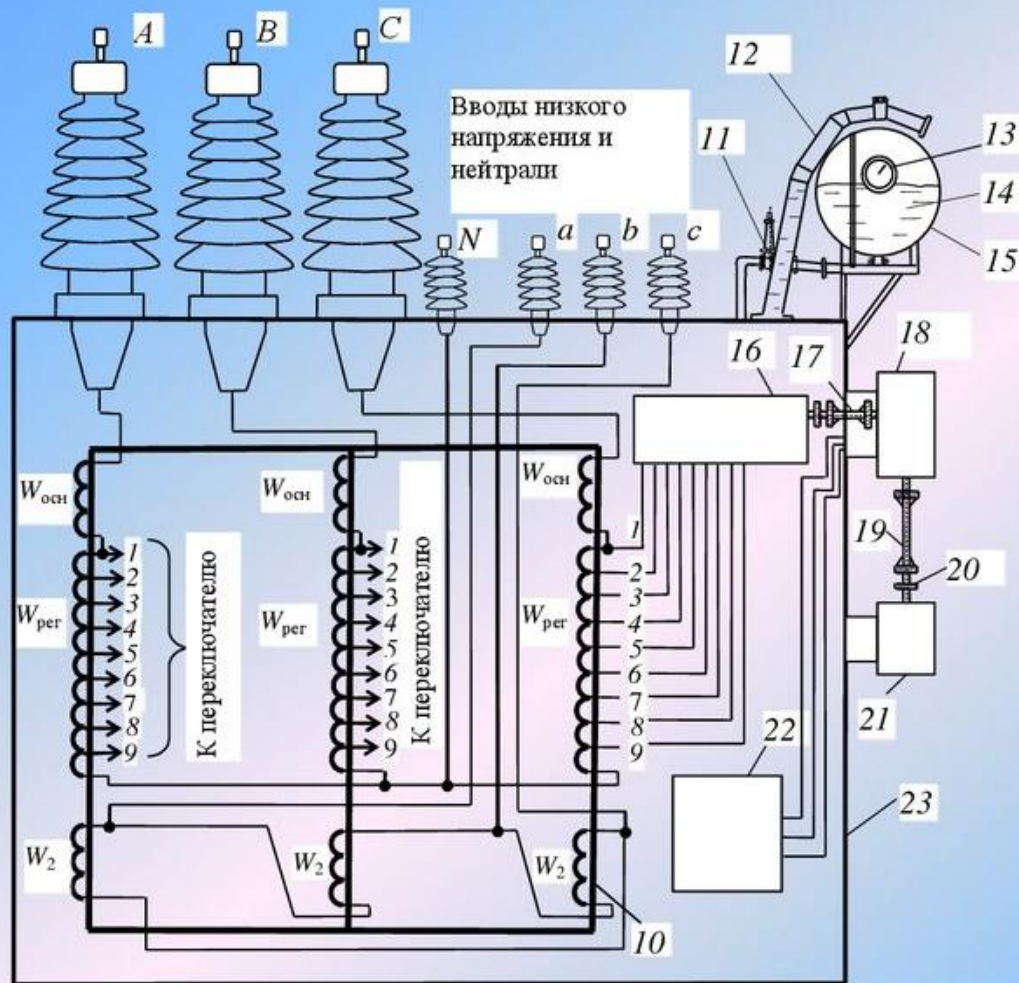 A
B
C
Вводы низкого
напряжения и
нейтрали
N
a
b
c
11
12
13
14
15
16
17
18
Wосн
Wосн
Wосн
1
2
3
4
5
6
7
8
9
Wрег
К переключателю
1
2
3
4
5
6
7
8
9
Wрег
К переключателю
1
2
3
4
5
6
7
8
9
Wрег
19
20
21
22
23
W2
W2
W2
10